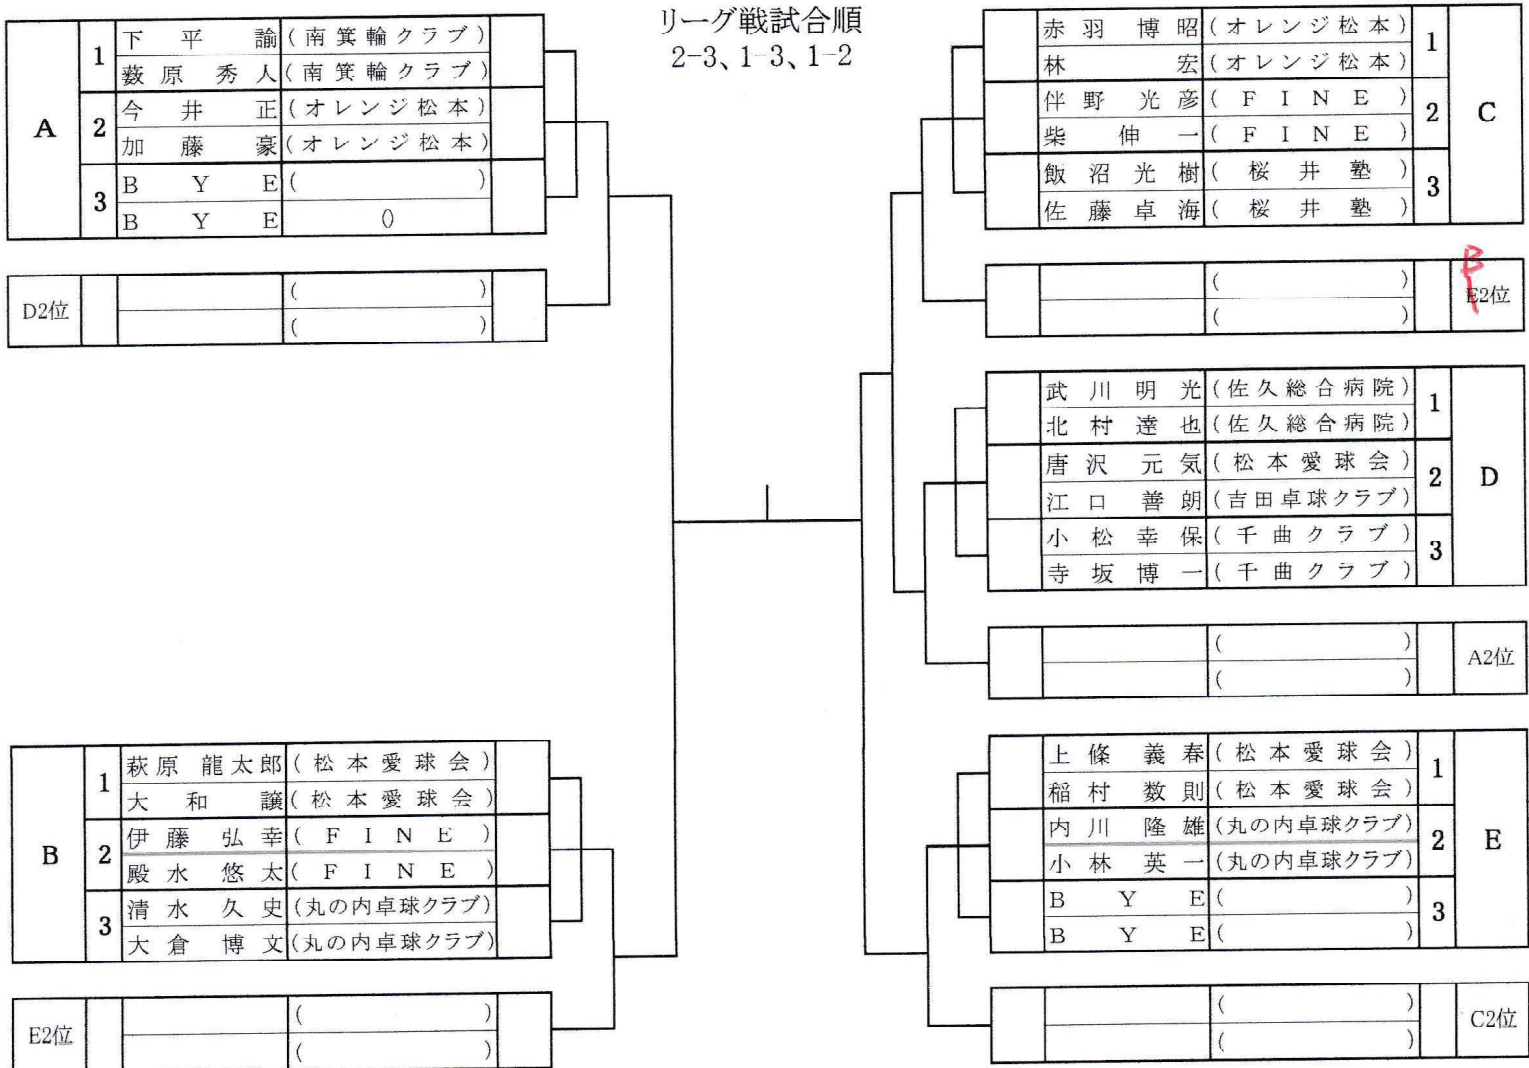 リーグ戦試合順
2-3、1-3、1-2
A
1
下平 諭(南箕輪クラブ)
薮原 秀人(南箕輪クラブ)
2
今井 正(オレンジ松本)
加藤 豪(オレンジ松本)
3
BYE( )
BYE ()
D2位 ( )
( )
B
1
萩原 龍太郎(松本愛球会)
大和 譲(松本愛球会)
2
伊藤 弘幸(FINE)
殿水 悠太(FINE)
3
清水 久史(丸の内卓球クラブ)
大倉 博文(丸の内卓球クラブ)
E2位 ( )
( )
C
赤羽 博昭(オレンジ松本)
林 宏(オレンジ松本)
1
伴野 光彦(FINE)
柴 伸一(FINE)
2
飯沼 光樹(桜井塾)
佐藤 卓海(桜井塾)
3
B
( ) E2位
( )
D
武川 明光(佐久総合病院)
北村 達也(佐久総合病院)
1
唐沢 元気(松本愛球会)
江口 善朗(吉田卓球クラブ)
2
小松 幸保(千曲クラブ)
寺坂 博一(千曲クラブ)
3
( ) A2位
( )
E
上條 義春(松本愛球会)
稲村 数則(松本愛球会)
1
内川 隆雄(丸の内卓球クラブ)
小林 英一(丸の内卓球クラブ)
2
BYE( )
BYE( )
3
( ) C2位
( )